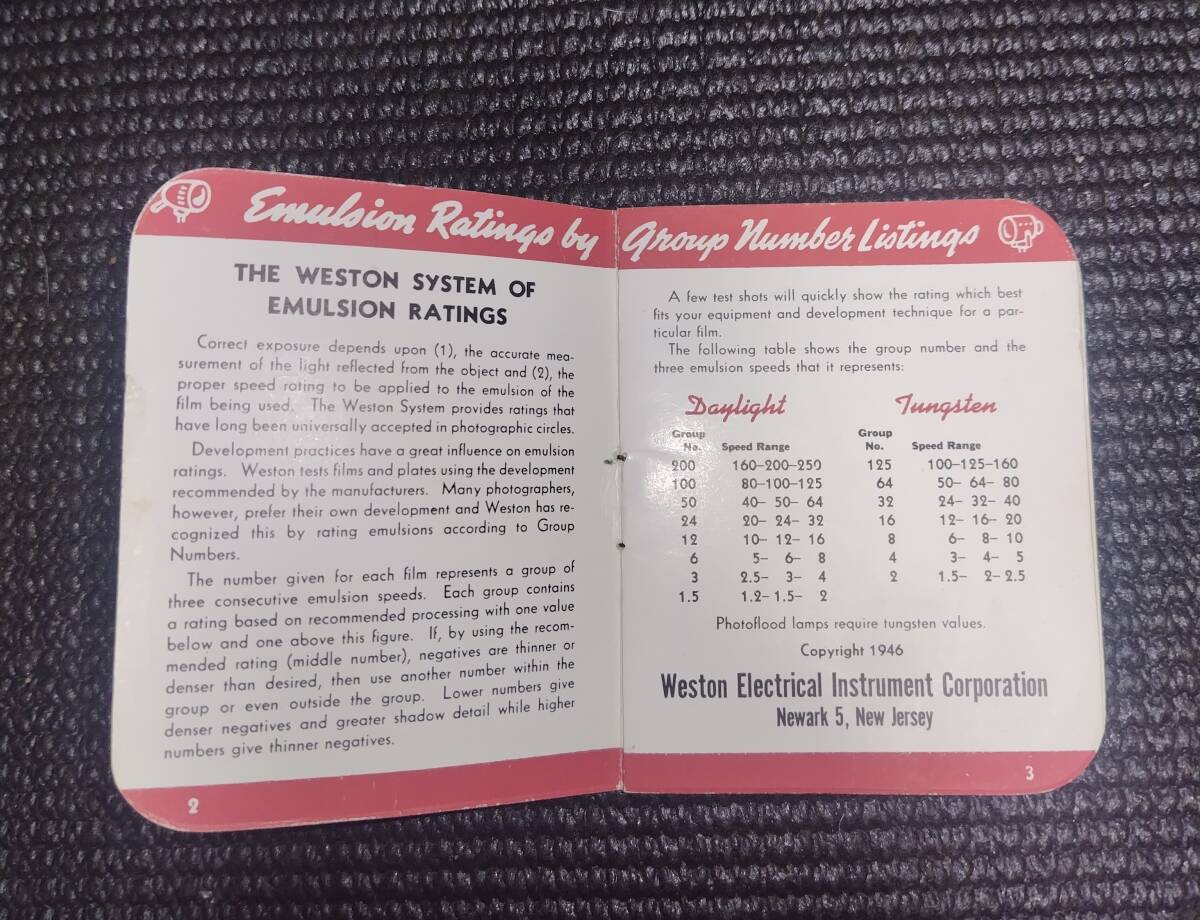 Emulsion Ratings by
THE WESTON SYSTEM OF
EMULSION RATINGS
Correct exposure depends upon (1), the accurate mea-
surement of the light reflected from the object and (2), the
proper speed rating to be applied to the emulsion of the
film being used. The Weston System provides ratings that
have long been universally accepted in photographic circles.
Development practices have a great influence on emulsion
ratings. Weston tests films and plates using the development
recommended by the manufacturers. Many photographers,
however, prefer their own development and Weston has re-
cognized this by rating emulsions according to Group
Numbers.
The number given for each film represents a group of
three consecutive emulsion speeds. Each group contains
a rating based on recommended processing with one value
below and one above this figure. If, by using the recom-
mended rating (middle number), negatives are thinner or
denser than desired, then use another number within the
group or even outside the group. Lower numbers give
denser negatives and greater shadow detail while higher
numbers give thinner negatives.
2
Group Number Listings
A few test shots will quickly show the rating which best
fits your equipment and development technique for a par-
ticular film.
The following table shows the group number and the
three emulsion speeds that it represents:
Daylight Tungsten
Group Group
No. Speed Range No. Speed Range
200 160-200-250 125 100-125-160
100 80-100-125 64 50- 64- 80
50 40- 50- 64 32 24- 32- 40
24 20- 24- 32 16 12- 16- 20
12 10- 12- 16 8 6- 8- 10
6 5- 6- 8 4 3- 4- 5
3 2.5- 3- 4 2 1.5- 2- 2.5
1.5 1.2- 1.5- 2
Photoflood lamps require tungsten values.
Copyright 1946
Weston Electrical Instrument Corporation
Newark 5, New Jersey
3